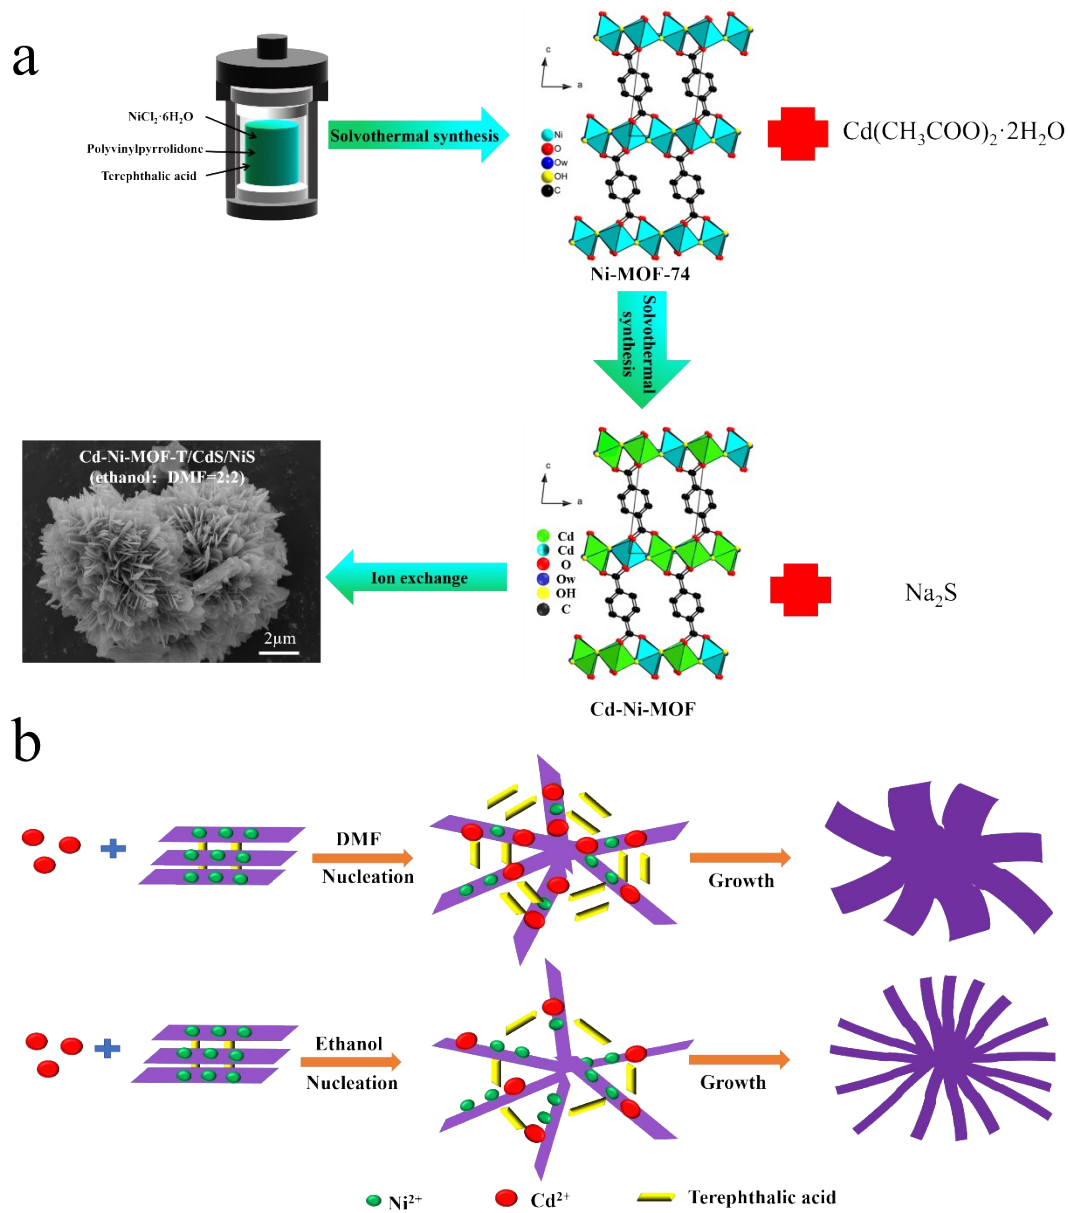 a
NiCl₂·6H₂O
Polyvinylpyrrolidone
Terephthalic acid
Solvothermal synthesis
c
a
Ni
O
Ow
OH
C
Ni-MOF-74
Cd(CH₃COO)₂·2H₂O
Solvothermal
synthesis
Cd-Ni-MOF-T/CdS/NiS
(ethanol: DMF=2:2)
2μm
Ion exchange
c
a
Cd
Cd
O
Ow
OH
C
Cd-Ni-MOF
Na₂S
b
DMF
Nucleation
Growth
Ethanol
Nucleation
Growth
Ni²⁺
Cd²⁺
Terephthalic acid